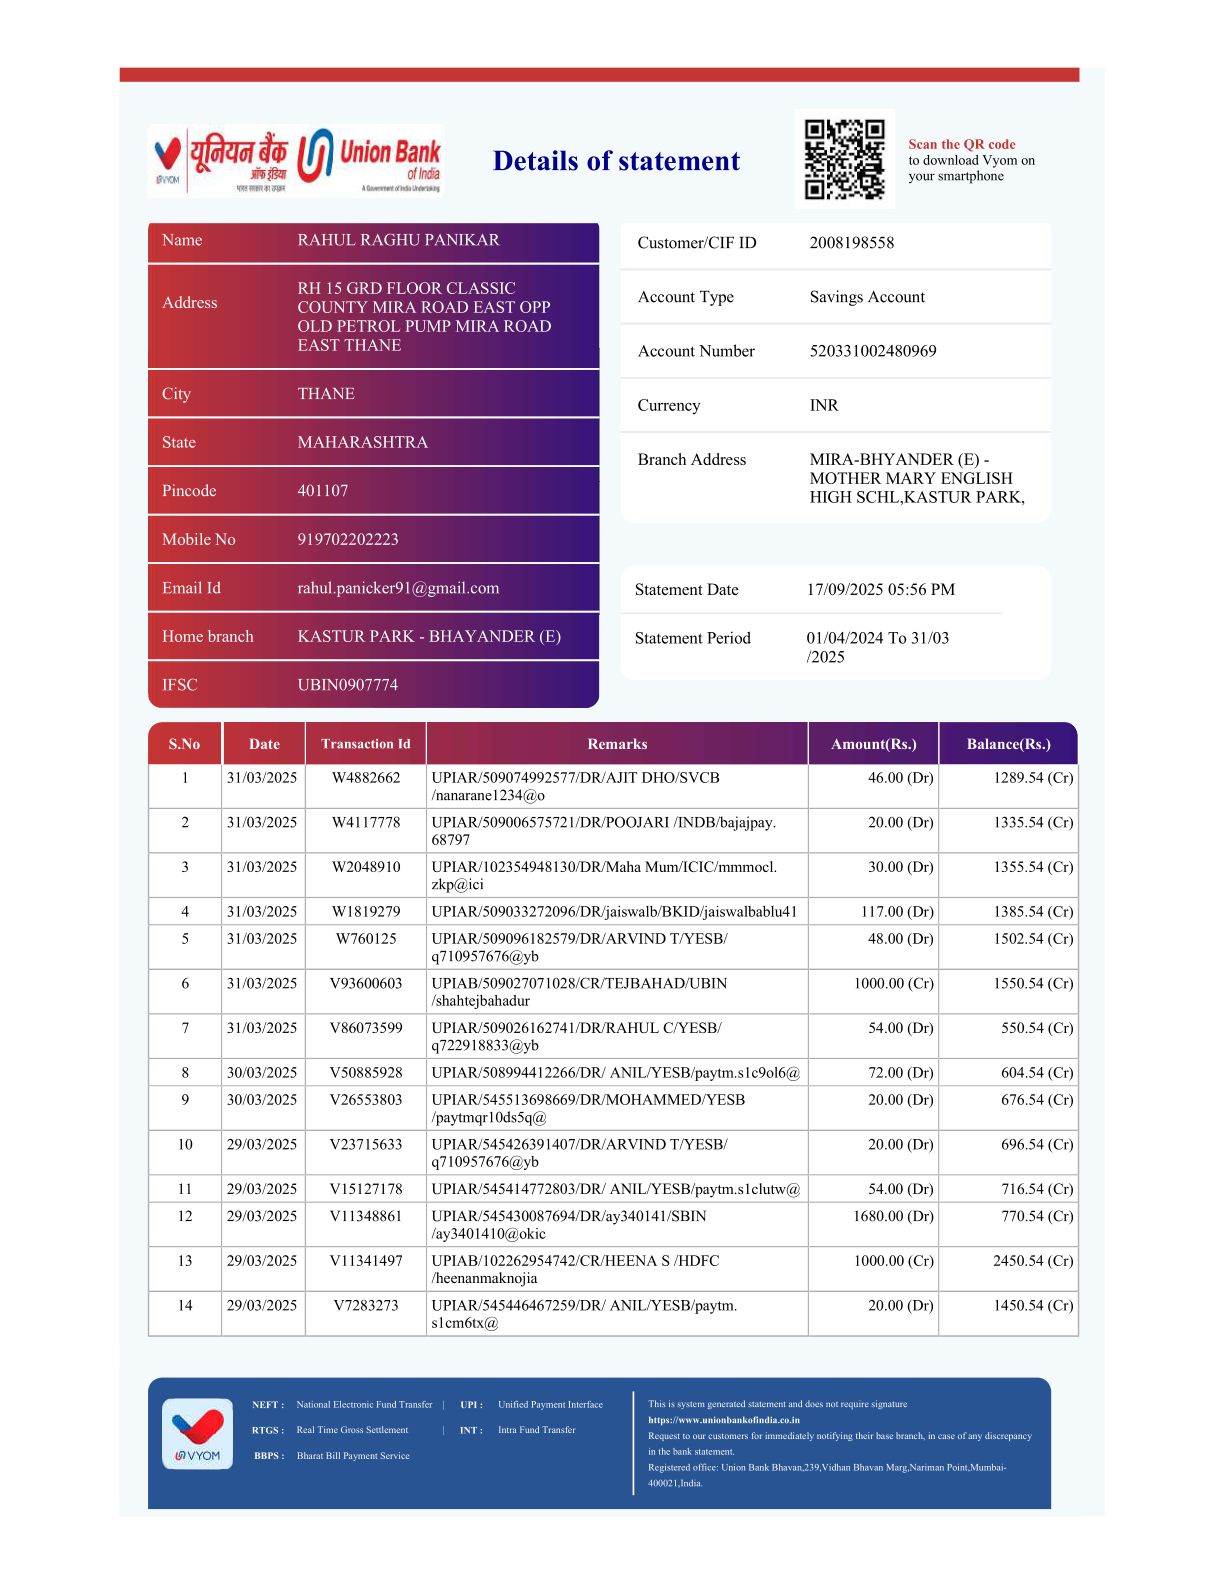 यूनियन बैंक
ऑफ इंडिया
भारत सरकार का उपक्रम
VYOM
Union Bank
of India
A Government of India Undertaking
Details of statement
Scan the QR code
to download Vyom on
your smartphone
Name RAHUL RAGHU PANIKAR
Address RH 15 GRD FLOOR CLASSIC
COUNTY MIRA ROAD EAST OPP
OLD PETROL PUMP MIRA ROAD
EAST THANE
City THANE
State MAHARASHTRA
Pincode 401107
Mobile No 919702202223
Email Id rahul.panicker91@gmail.com
Home branch KASTUR PARK - BHAYANDER (E)
IFSC UBIN0907774
Customer/CIF ID 2008198558
Account Type Savings Account
Account Number 520331002480969
Currency INR
Branch Address MIRA-BHYANDER (E) -
MOTHER MARY ENGLISH
HIGH SCHL,KASTUR PARK,
Statement Date 17/09/2025 05:56 PM
Statement Period 01/04/2024 To 31/03
/2025
S.No Date Transaction Id Remarks Amount(Rs.) Balance(Rs.)
1 31/03/2025 W4882662 UPIAR/509074992577/DR/AJIT DHO/SVCB 46.00 (Dr) 1289.54 (Cr)
/nanarane1234@o
2 31/03/2025 W4117778 UPIAR/509006575721/DR/POOJARI /INDB/bajajpay. 20.00 (Dr) 1335.54 (Cr)
68797
3 31/03/2025 W2048910 UPIAR/102354948130/DR/Maha Mum/ICIC/mmmocl. 30.00 (Dr) 1355.54 (Cr)
zkp@ici
4 31/03/2025 W1819279 UPIAR/509033272096/DR/jaiswalb/BKID/jaiswalbablu41 117.00 (Dr) 1385.54 (Cr)
5 31/03/2025 W760125 UPIAR/509096182579/DR/ARVIND T/YESB/ 48.00 (Dr) 1502.54 (Cr)
q710957676@yb
6 31/03/2025 V93600603 UPIAB/509027071028/CR/TEJBAHAD/UBIN 1000.00 (Cr) 1550.54 (Cr)
/shahtejbahadur
7 31/03/2025 V86073599 UPIAR/509026162741/DR/RAHUL C/YESB/ 54.00 (Dr) 550.54 (Cr)
q722918833@yb
8 30/03/2025 V50885928 UPIAR/508994412266/DR/ ANIL/YESB/paytm.s1c9ol6@ 72.00 (Dr) 604.54 (Cr)
9 30/03/2025 V26553803 UPIAR/545513698669/DR/MOHAMMED/YESB 20.00 (Dr) 676.54 (Cr)
/paytmqr10ds5q@
10 29/03/2025 V23715633 UPIAR/545426391407/DR/ARVIND T/YESB/ 20.00 (Dr) 696.54 (Cr)
q710957676@yb
11 29/03/2025 V15127178 UPIAR/545414772803/DR/ ANIL/YESB/paytm.s1clutw@ 54.00 (Dr) 716.54 (Cr)
12 29/03/2025 V11348861 UPIAR/545430087694/DR/ay340141/SBIN 1680.00 (Dr) 770.54 (Cr)
/ay3401410@okic
13 29/03/2025 V11341497 UPIAB/102262954742/CR/HEENA S /HDFC 1000.00 (Cr) 2450.54 (Cr)
/heenanmaknojia
14 29/03/2025 V7283273 UPIAR/545446467259/DR/ ANIL/YESB/paytm. 20.00 (Dr) 1450.54 (Cr)
s1cm6tx@
VYOM
NEFT : National Electronic Fund Transfer | UPI : Unified Payment Interface
RTGS : Real Time Gross Settlement | INT : Intra Fund Transfer
BBPS : Bharat Bill Payment Service
This is system generated statement and does not require signature
https://www.unionbankofindia.co.in
Request to our customers for immediately notifying their base branch, in case of any discrepancy
in the bank statement.
Registered office: Union Bank Bhavan,239,Vidhan Bhavan Marg,Nariman Point,Mumbai-
400021,India.